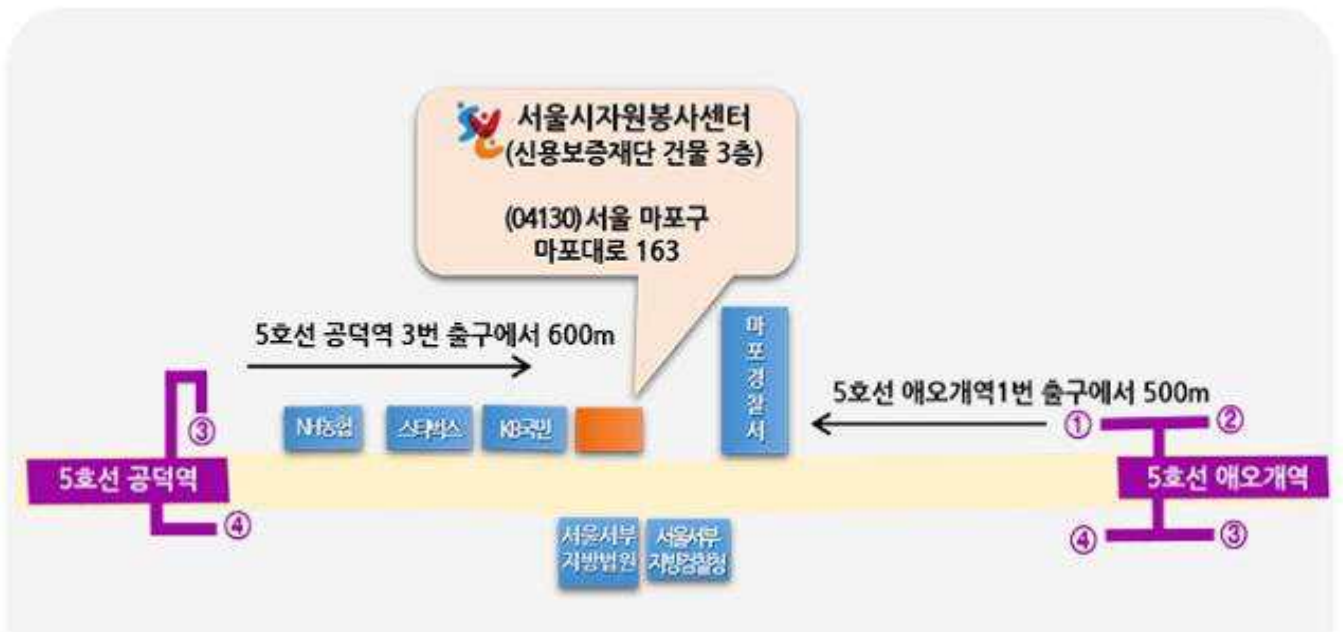 서울시자원봉사센터
(신용보증재단 건물 3층)
(04130)서울 마포구
마포대로 163
5호선 공덕역 3번 출구에서 600m
마포경찰서
5호선 애오개역1번 출구에서 500m
③
NH농협
스타벅스
KB국민
① ②
5호선 공덕역
5호선 애오개역
④
서울서부
지방법원
서울서부
지방검찰청
④ ③